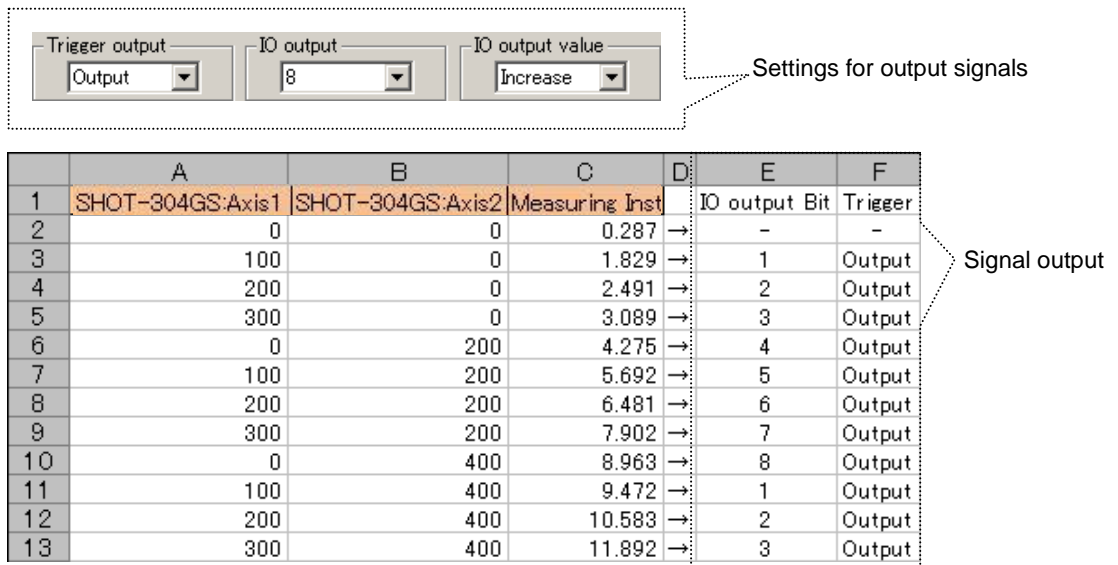 Trigger output IO output IO output value
Output 8 Increase
Settings for output signals
A B C D E F
1 SHOT-304GS:Axis1 SHOT-304GS:Axis2 Measuring Inst IO output Bit Trigger
2 0 0 0.287 → - -
3 100 0 1.829 → 1 Output
Signal output
4 200 0 2.491 → 2 Output
5 300 0 3.089 → 3 Output
6 0 200 4.275 → 4 Output
7 100 200 5.692 → 5 Output
8 200 200 6.481 → 6 Output
9 300 200 7.902 → 7 Output
10 0 400 8.963 → 8 Output
11 100 400 9.472 → 1 Output
12 200 400 10.583 → 2 Output
13 300 400 11.892 → 3 Output